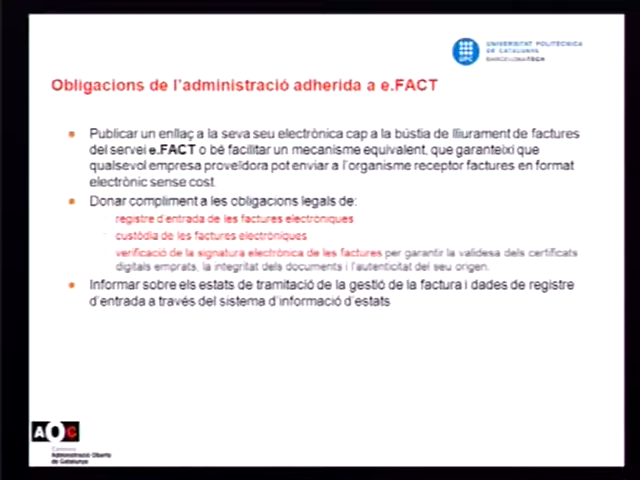 UNIVERSITAT POLITÈCNICA
DE CATALUNYA
BARCELONATECH
UPC
Obligacions de l'administració adherida a e.FACT
Publicar un enllaç a la seva seu electrònica cap a la bústia de lliurament de factures
del servei e.FACT o bé facilitar un mecanisme equivalent, que garanteixi que
qualsevol empresa proveïdora pot enviar a l'organisme receptor factures en format
electrònic sense cost
Donar compliment a les obligacions legals de:
registre d'entrada de les factures electròniques
custòdia de les factures electròniques
verificació de la signatura electrònica de les factures per garantir la validesa dels certificats
digitals emprats, la integritat dels documents i l'autenticitat del seu origen.
Informar sobre els estats de tramitació de la gestió de la factura i dades de registre
d'entrada a través del sistema d'informació d'estats
AOC
Consorci
Administració Oberta
de Catalunya